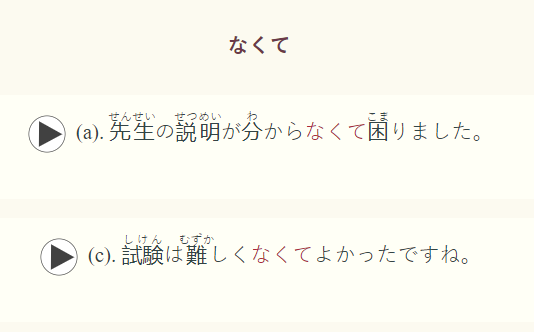 なくて
せんせい せつめい わ こま
(a). 先生の説明が分からなくて困りました。
しけん むずか
(c). 試験は難しくなくてよかったですね。